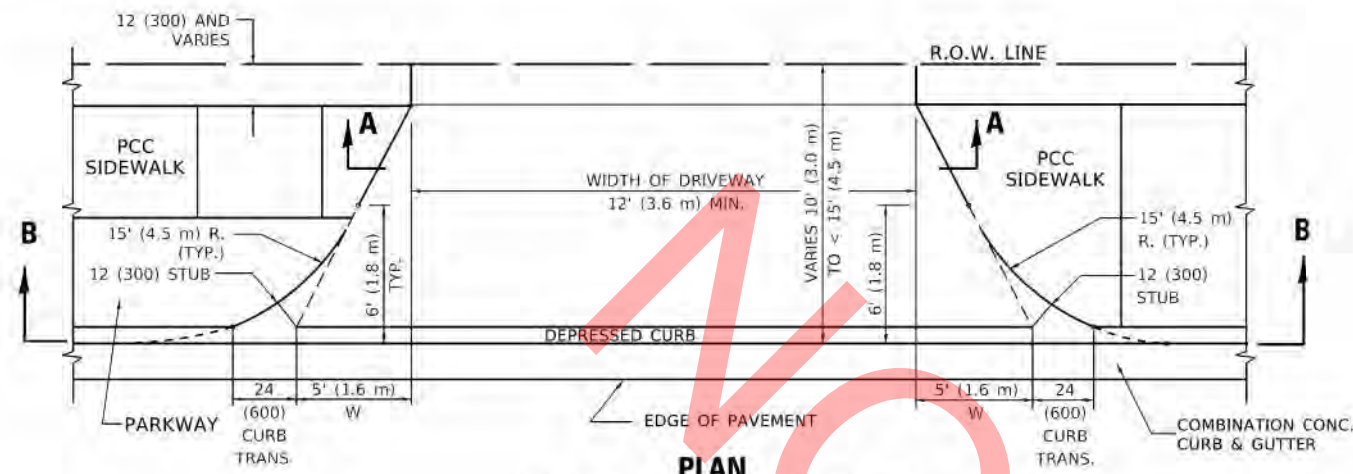 12 (300) AND
VARIES
R.O.W. LINE
A
A
PCC
SIDEWALK
PCC
SIDEWALK
WIDTH OF DRIVEWAY
12' (3.6 m) MIN.
VARIES 10' (3.0 m)
TO < 15' (4.5 m)
B
B
15' (4.5 m) R.
(TYP.)
12 (300) STUB
6' (1.8 m)
TYP.
6' (1.8 m)
15' (4.5 m)
R. (TYP.)
12 (300)
STUB
DEPRESSED CURB
24
(600)
CURB
TRANS.
5' (1.6 m)
W
5' (1.6 m)
W
24
(600)
CURB
TRANS.
PARKWAY
EDGE OF PAVEMENT
COMBINATION CONC.
CURB & GUTTER
PLAN